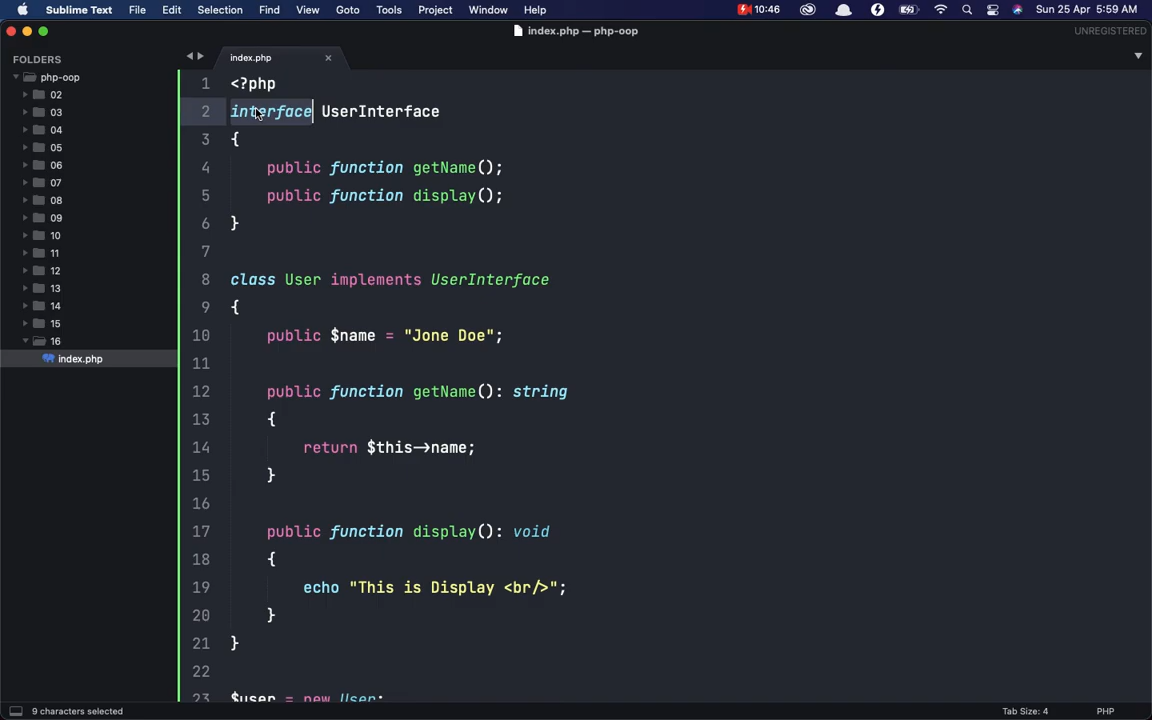 Sublime Text File Edit Selection Find View Goto Tools Project Window Help 10:46 Sun 25 Apr 5:59 AM
index.php — php-oop UNREGISTERED
FOLDERS
php-oop
02
03
04
05
06
07
08
09
10
11
12
13
14
15
16
index.php
index.php
1 <?php
2 interface UserInterface
3 {
4 public function getName();
5 public function display();
6 }
7
8 class User implements UserInterface
9 {
10 public $name = "Jone Doe";
11
12 public function getName(): string
13 {
14 return $this->name;
15 }
16
17 public function display(): void
18 {
19 echo "This is Display <br/>";
20 }
21 }
22
23 $user = new User;
9 characters selected Tab Size: 4 PHP